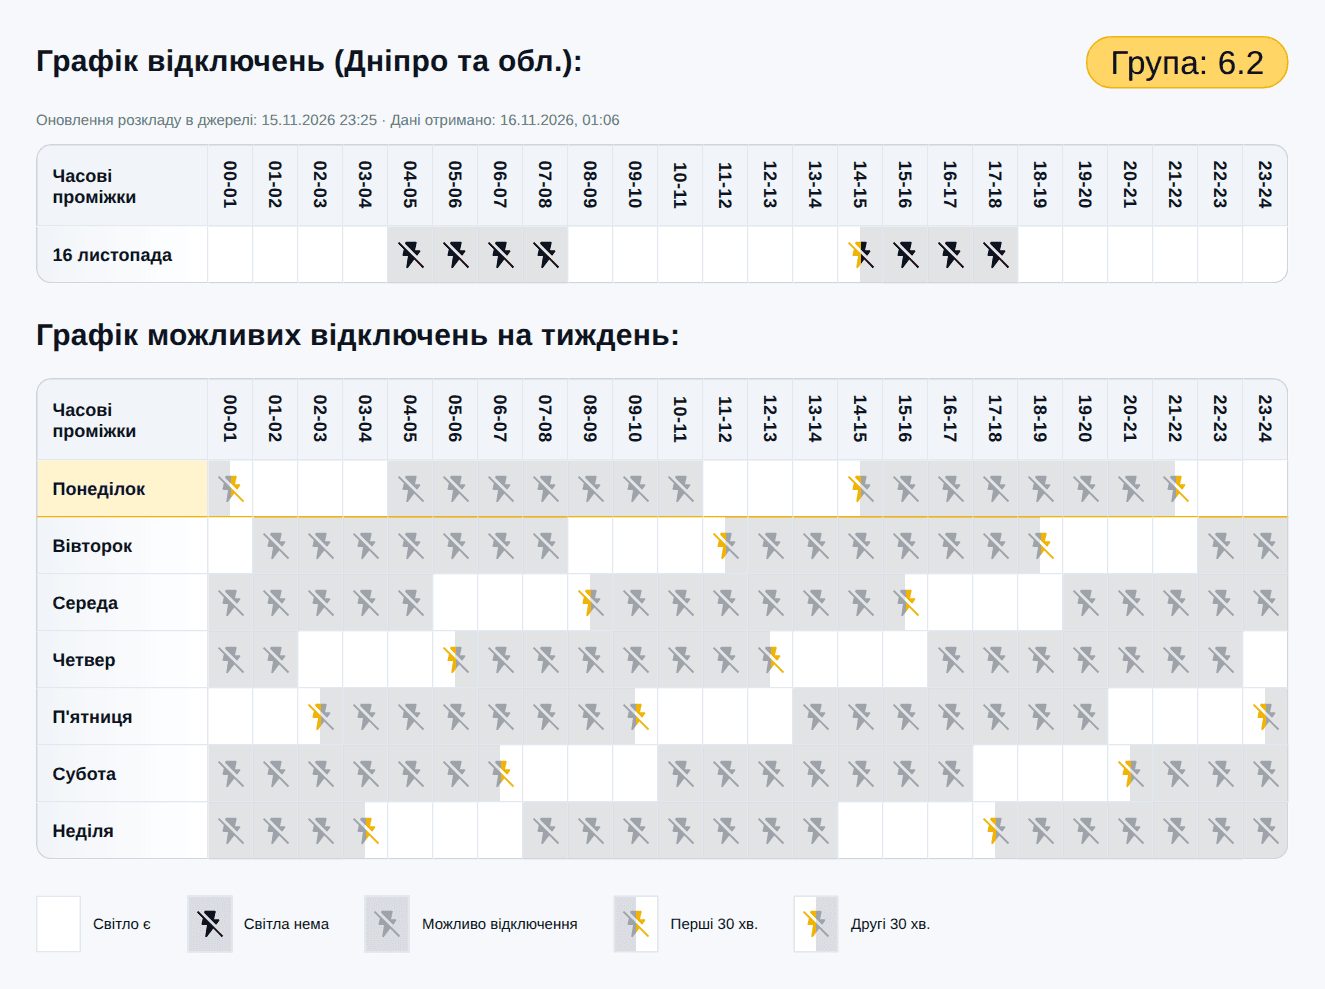 Графік відключень (Дніпро та обл.):
Група: 6.2
Оновлення розкладу в джерелі: 15.11.2026 23:25 · Дані отримано: 16.11.2026, 01:06
Часові проміжки 00-01 01-02 02-03 03-04 04-05 05-06 06-07 07-08 08-09 09-10 10-11 11-12 12-13 13-14 14-15 15-16 16-17 17-18 18-19 19-20 20-21 21-22 22-23 23-24
16 листопада
Графік можливих відключень на тиждень:
Часові проміжки 00-01 01-02 02-03 03-04 04-05 05-06 06-07 07-08 08-09 09-10 10-11 11-12 12-13 13-14 14-15 15-16 16-17 17-18 18-19 19-20 20-21 21-22 22-23 23-24
Понеділок
Вівторок
Середа
Четвер
П'ятниця
Субота
Неділя
Світло є
Світла нема
Можливо відключення
Перші 30 хв.
Другі 30 хв.